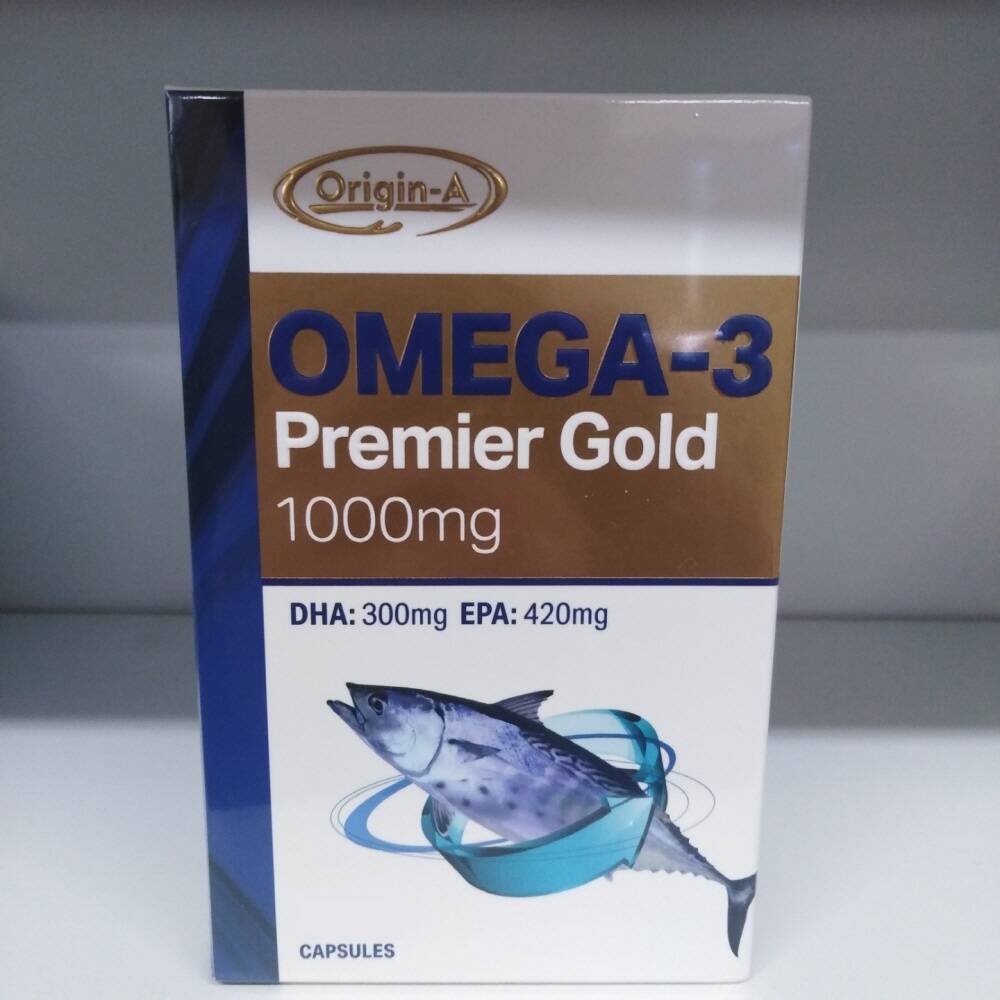 Origin-A
OMEGA-3
Premier Gold
1000mg
DHA: 300mg EPA: 420mg
CAPSULES